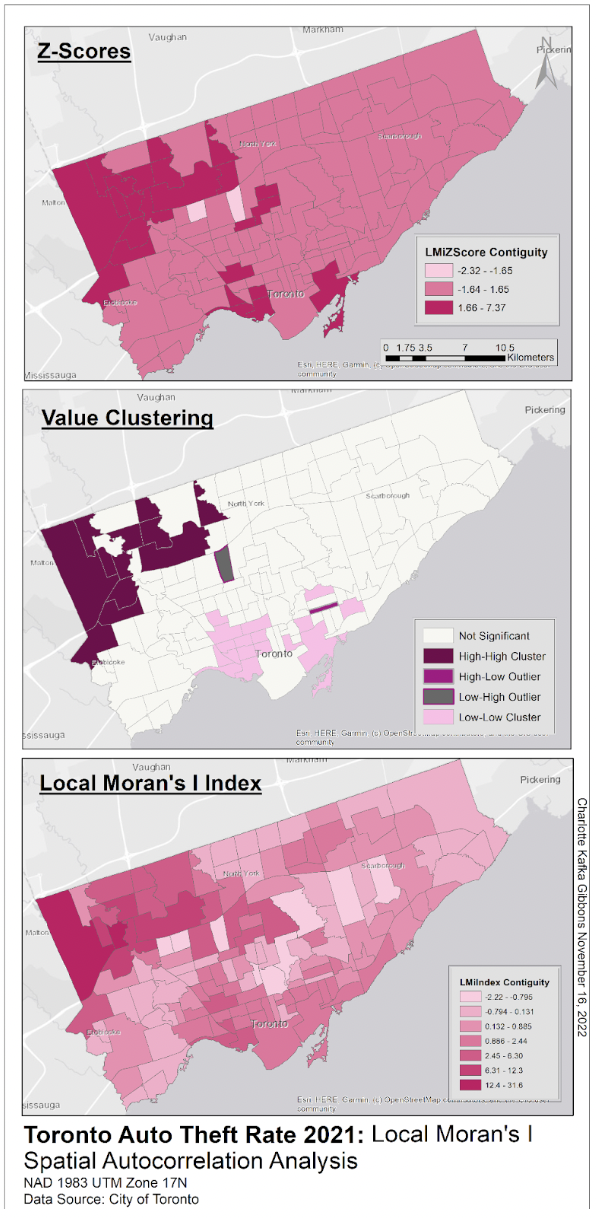 Markham
Vaughan
Z-Scores
Pickerin
N
North York
Scarborough
Malton
LMiZScore Contiguity
-2.32 - -1.65
-1.64 - 1.65
1.66 - 7.37
Toronto
Etobicoke
0 1.75 3.5 7 10.5
Kilometers
Esri, HERE, Garmin, (c)
community
Mississauga
Markham
Vaughan
Value Clustering
Pickering
North York
Scarborough
Malton
Not Significant
High-High Cluster
High-Low Outlier
Low-High Outlier
Low-Low Cluster
Toronto
Etobicoke
Esri, HERE, Garmin, (c)
community
ssissauga
Markham
Vaughan
Local Moran's I Index
Pickering
North York
Scarborough
Malton
LMiIndex Contiguity
-2.22 - -0.795
-0.794 - 0.131
0.132 - 0.885
0.886 - 2.44
2.45 - 6.30
6.31 - 12.3
12.4 - 31.6
Etobicoke
Toronto
Esri, HERE, Garmin, (c) OpenStreetMap
community
ssissauga
Charlotte Kafka Gibbons November 16, 2022
Toronto Auto Theft Rate 2021: Local Moran's I
Spatial Autocorrelation Analysis
NAD 1983 UTM Zone 17N
Data Source: City of Toronto